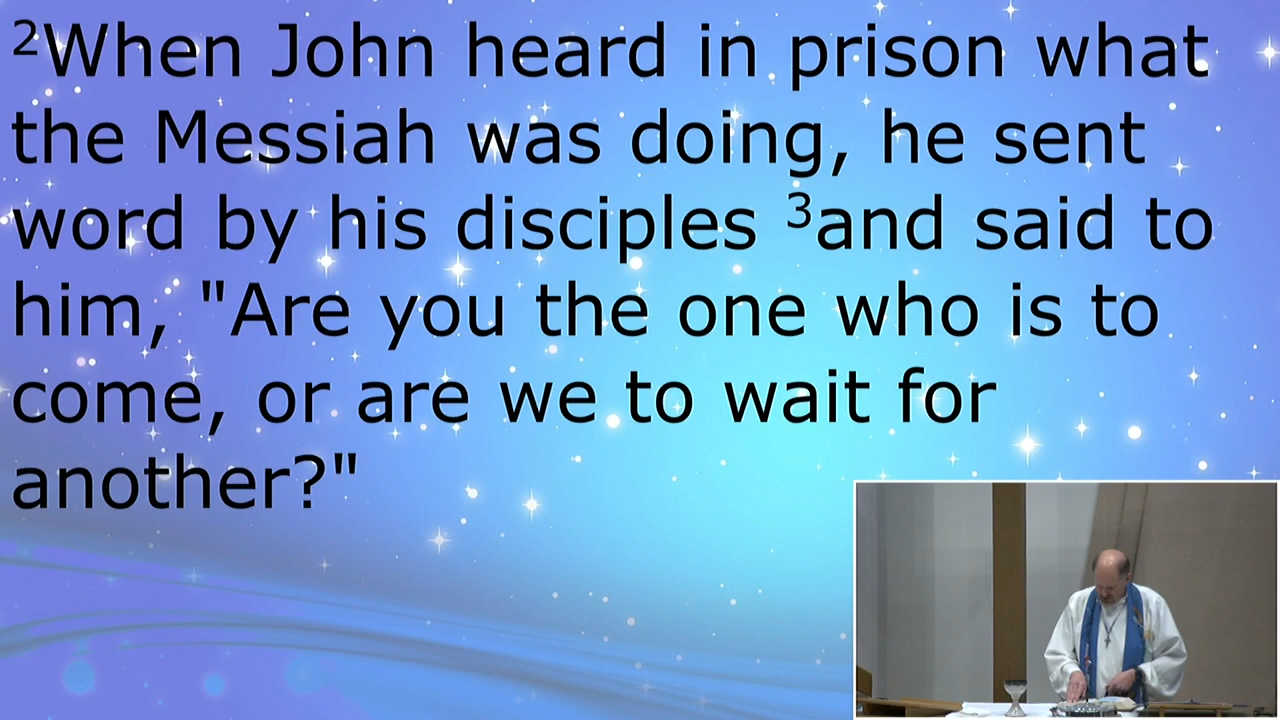 ²When John heard in prison what
the Messiah was doing, he sent
word by his disciples ³and said to
him, "Are you the one who is to
come, or are we to wait for
another?"